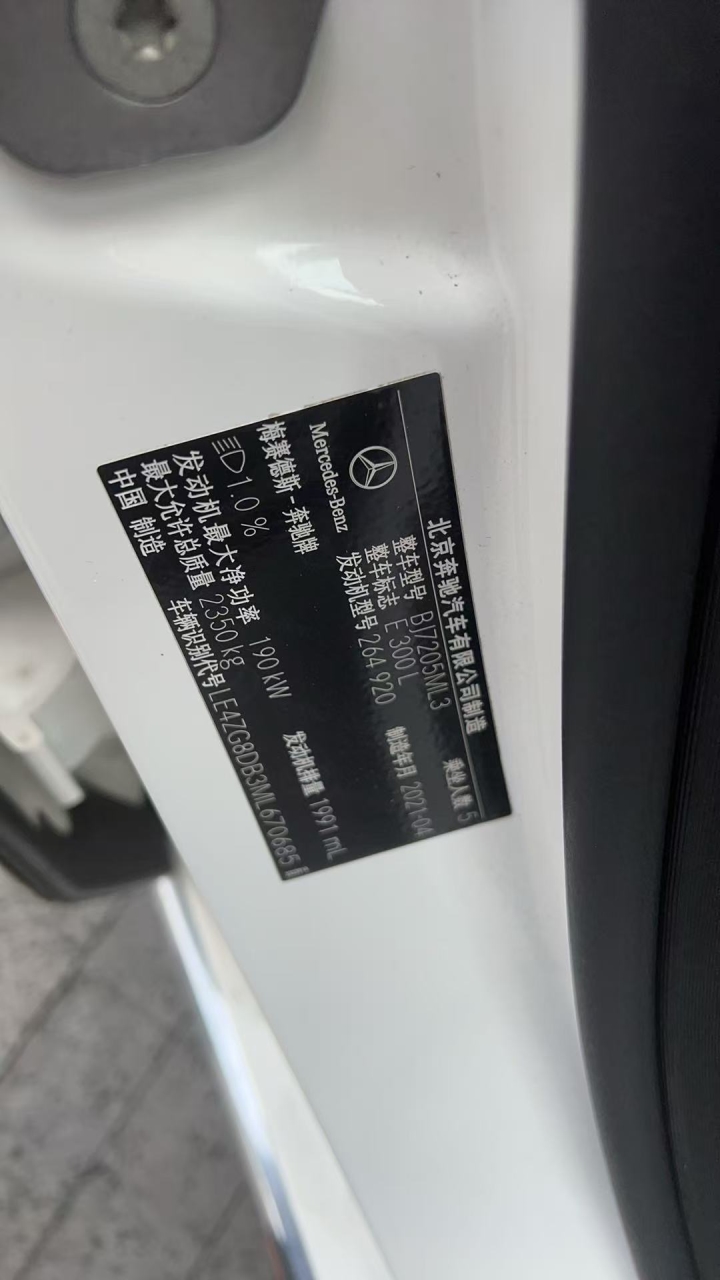 北京奔驰汽车有限公司制造
整车型号 BJ7205ML3 乘坐人数 5
整车标志 E 300 L
发动机型号 264 920 制造年月 2021-04
Mercedes-Benz
梅赛德斯-奔驰牌
1.0 %
发动机最大净功率 190 kW 发动机排量 1991 mL
最大允许总质量 2350 kg
中国 制造 车辆识别代号 LE4ZG8DB3ML670685